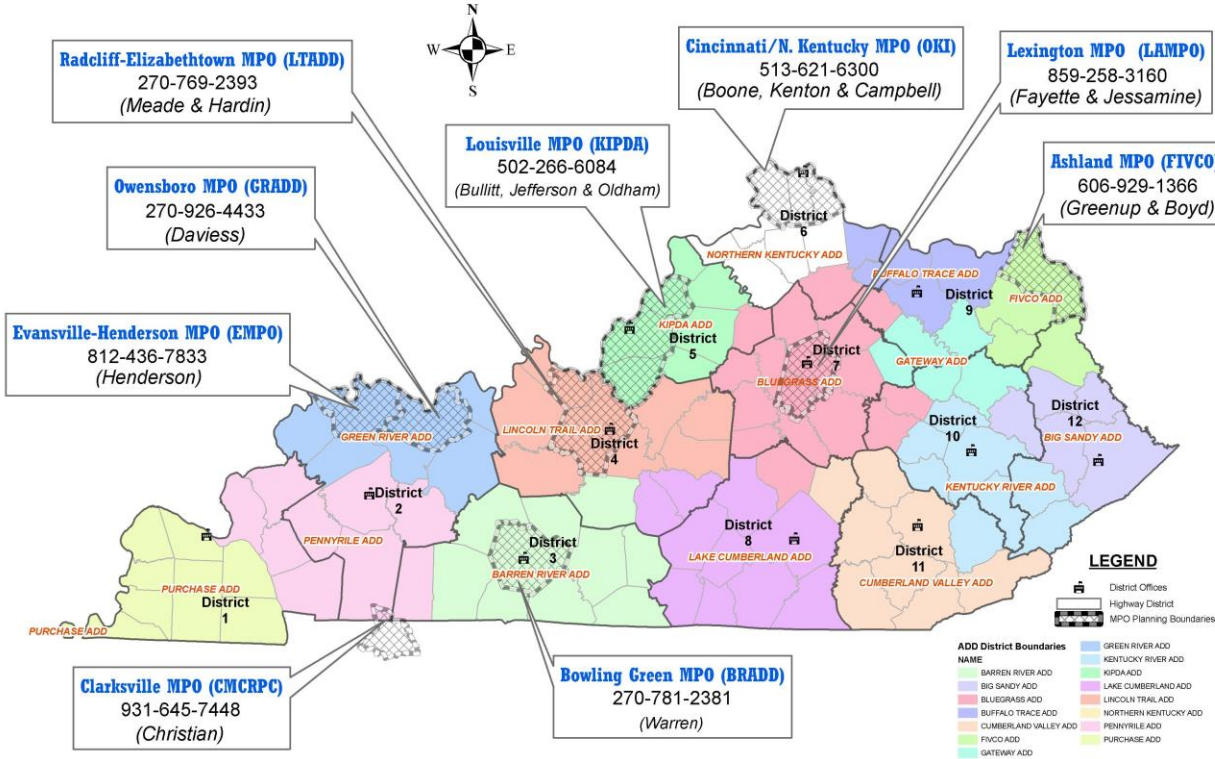 N
W E
S
Radcliff-Elizabethtown MPO (LTADD)
270-769-2393
(Meade & Hardin)
Cincinnati/N. Kentucky MPO (OKI)
513-621-6300
(Boone, Kenton & Campbell)
Lexington MPO (LAMPO)
859-258-3160
(Fayette & Jessamine)
Louisville MPO (KIPDA)
502-266-6084
(Bullitt, Jefferson & Oldham)
Ashland MPO (FIVCO)
606-929-1366
(Greenup & Boyd)
Owensboro MPO (GRADD)
270-926-4433
(Daviess)
Evansville-Henderson MPO (EMPO)
812-436-7833
(Henderson)
District
6
NORTHERN KENTUCKY ADD
BUFFALO TRACE ADD
District
9
FIVCO ADD
KIPDA ADD
District
5
District
7
BLUEGRASS ADD
GATEWAY ADD
GREEN RIVER ADD
LINCOLN TRAIL ADD
District
4
District
10
District
12
BIG SANDY ADD
KENTUCKY RIVER ADD
District
2
PENNYRILE ADD
District
3
BARREN RIVER ADD
District
8
LAKE CUMBERLAND ADD
District
11
CUMBERLAND VALLEY ADD
PURCHASE ADD
District
1
PURCHASE ADD
Clarksville MPO (CMCRPC)
931-645-7448
(Christian)
Bowling Green MPO (BRADD)
270-781-2381
(Warren)
LEGEND
District Offices
Highway District
MPO Planning Boundaries
ADD District Boundaries
NAME
BARREN RIVER ADD
BIG SANDY ADD
BLUEGRASS ADD
BUFFALO TRACE ADD
CUMBERLAND VALLEY ADD
FIVCO ADD
GATEWAY ADD
GREEN RIVER ADD
KENTUCKY RIVER ADD
KIPDA ADD
LAKE CUMBERLAND ADD
LINCOLN TRAIL ADD
NORTHERN KENTUCKY ADD
PENNYRILE ADD
PURCHASE ADD